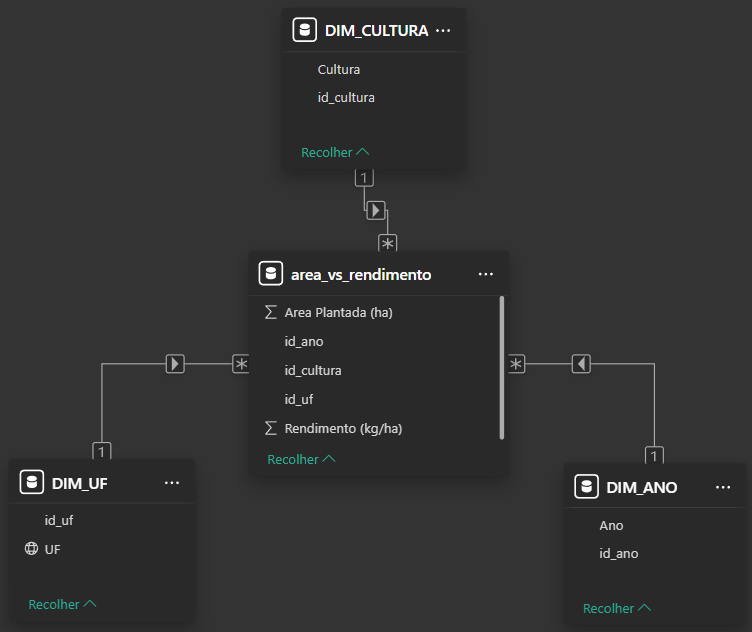 DIM_CULTURA ...
Cultura
id_cultura
Recolher
1
*
area_vs_rendimento ...
Σ Area Plantada (ha)
id_ano
id_cultura
id_uf
Σ Rendimento (kg/ha)
Recolher
*
*
1
1
DIM_UF ...
id_uf
UF
Recolher
DIM_ANO ...
Ano
id_ano
Recolher